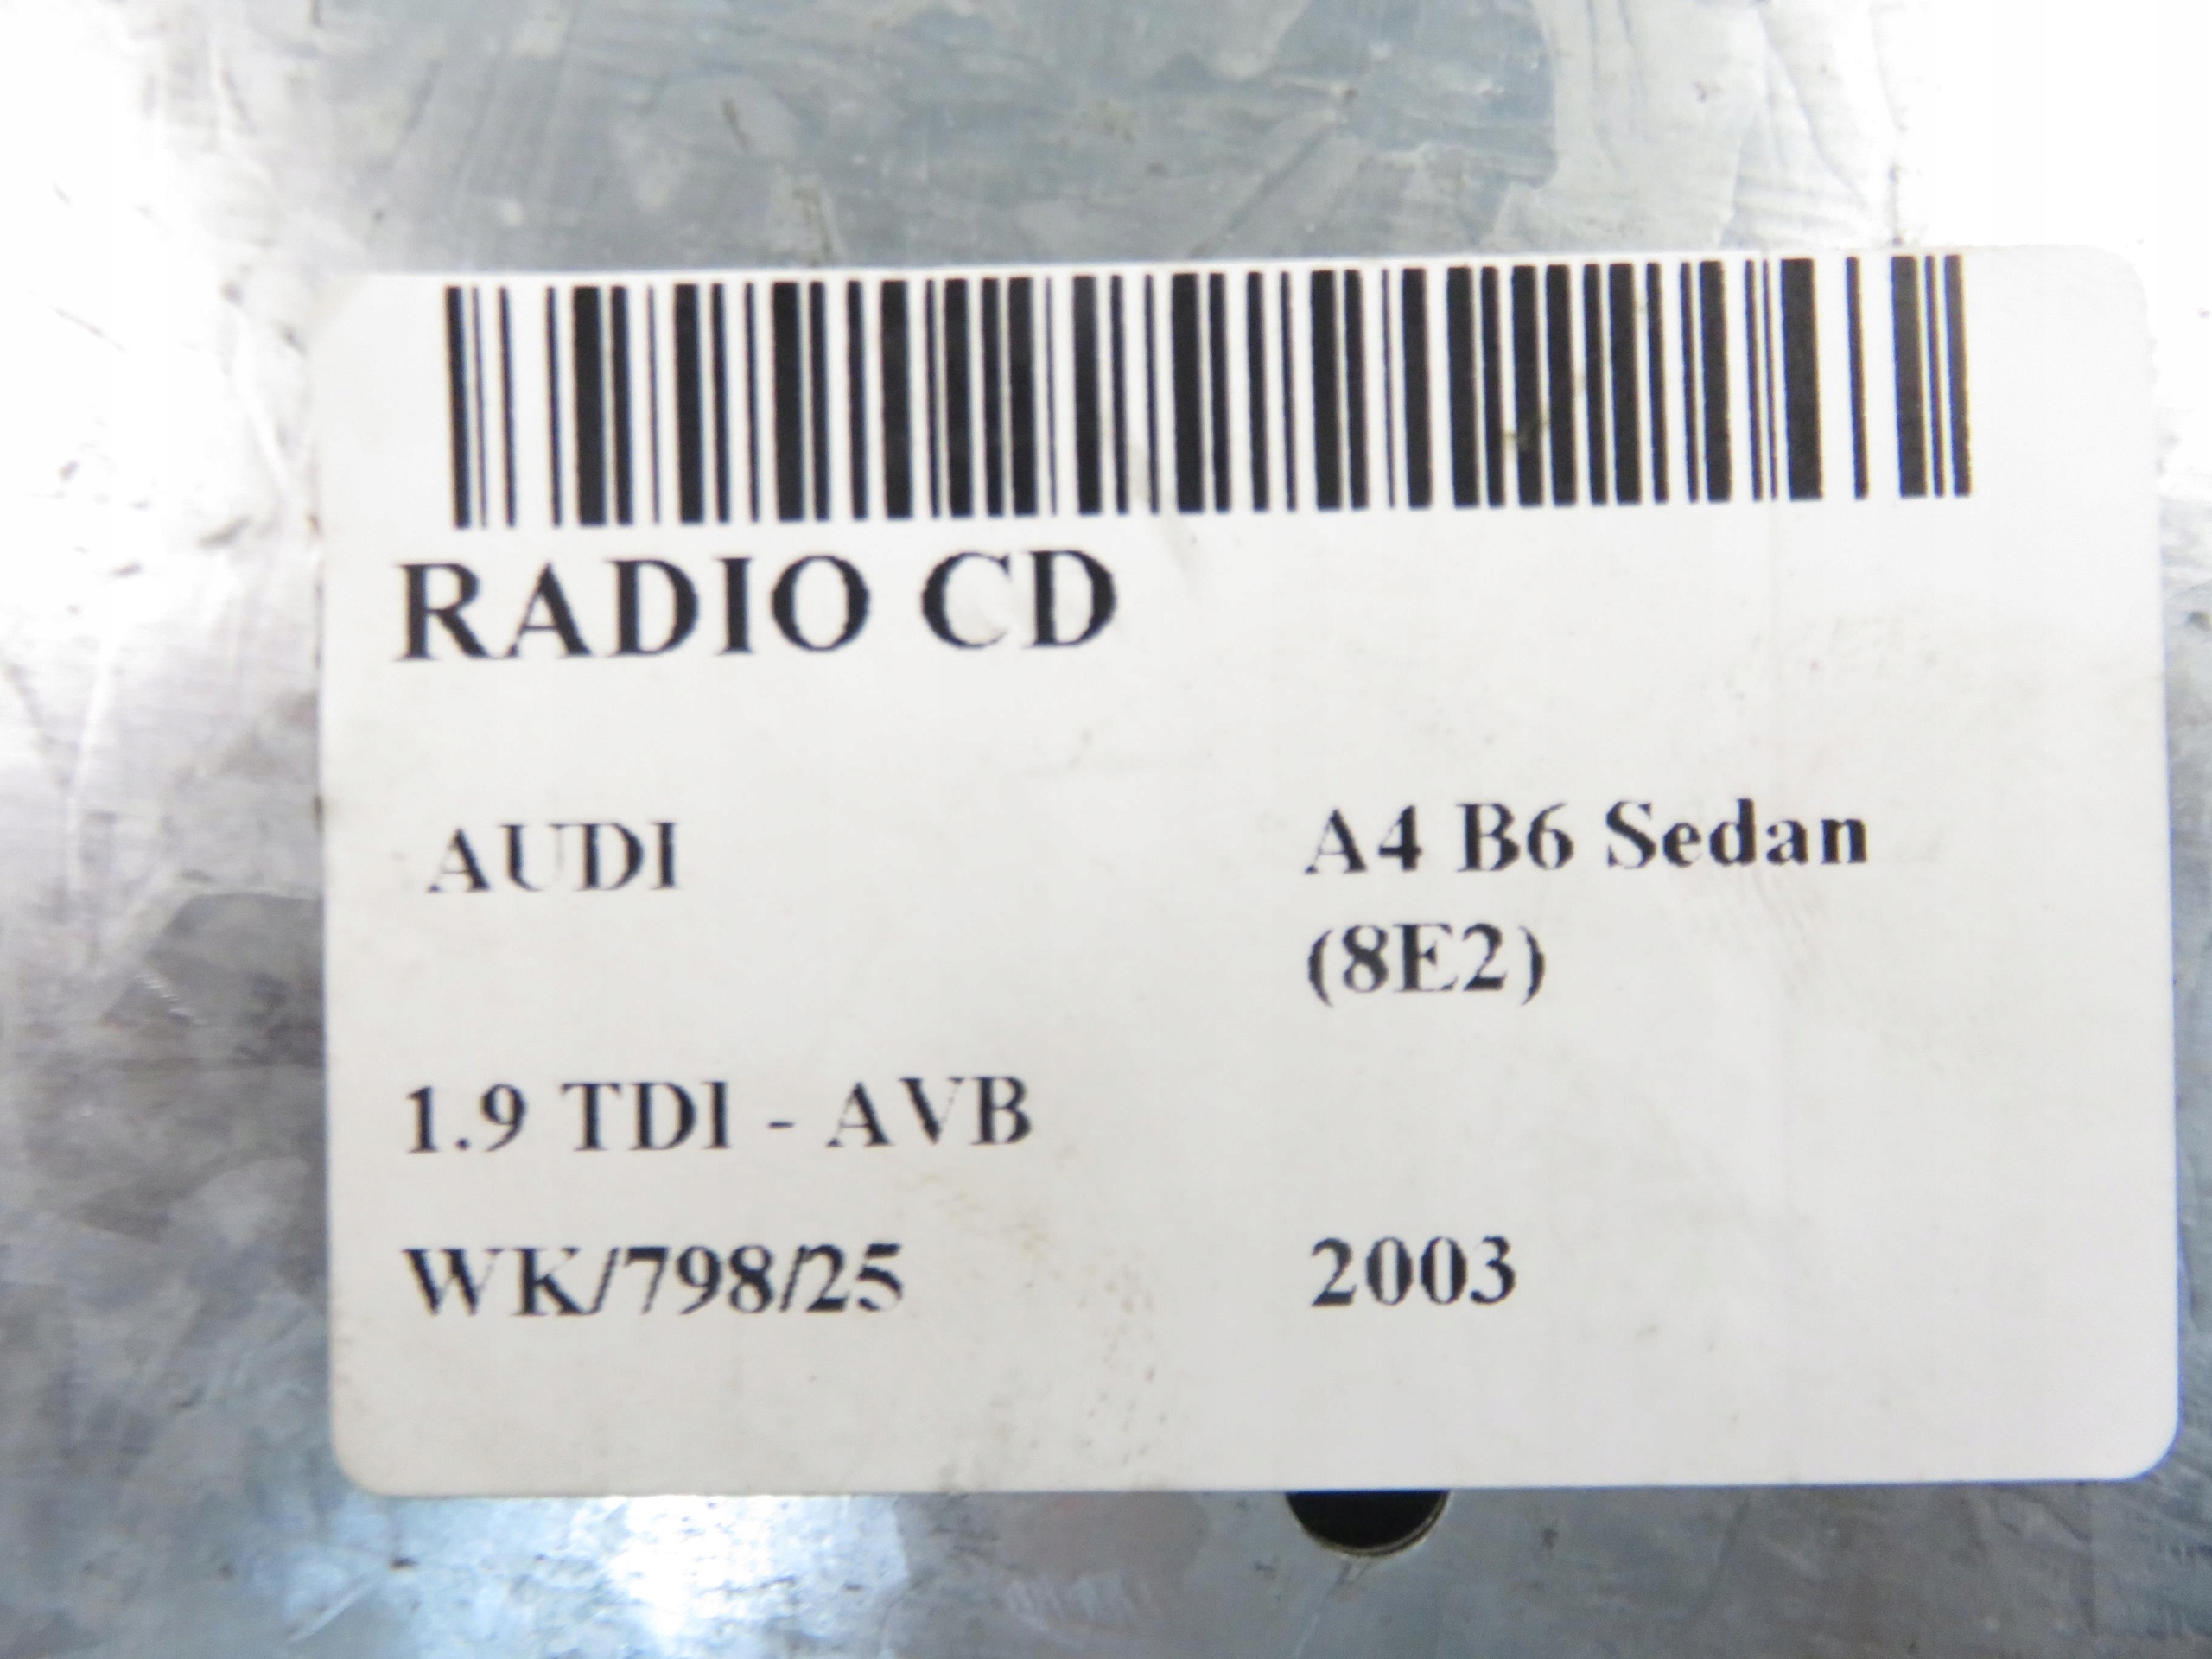 RADIO CD
AUDI
A4 B6 Sedan
(8E2)
1.9 TDI - AVB
WK/798/25
2003